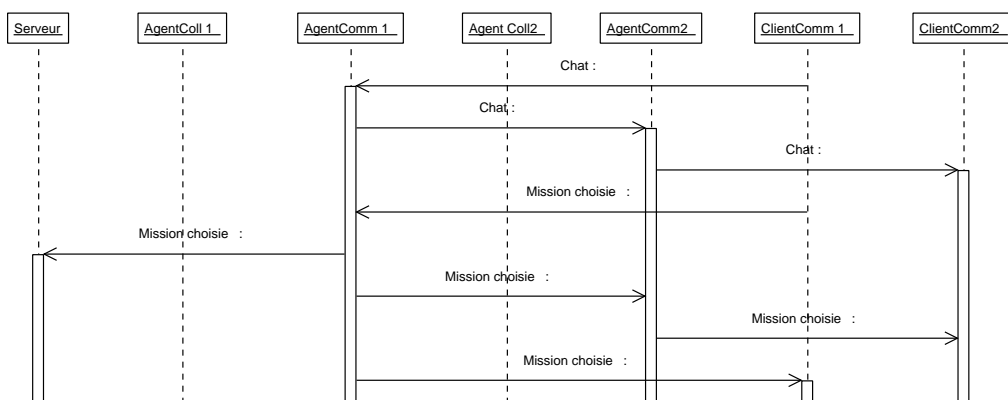 Serveur
AgentColl 1
AgentComm 1
Agent Coll2
AgentComm2
ClientComm 1
ClientComm2
Chat :
Chat :
Chat :
Mission choisie :
Mission choisie :
Mission choisie :
Mission choisie :
Mission choisie :